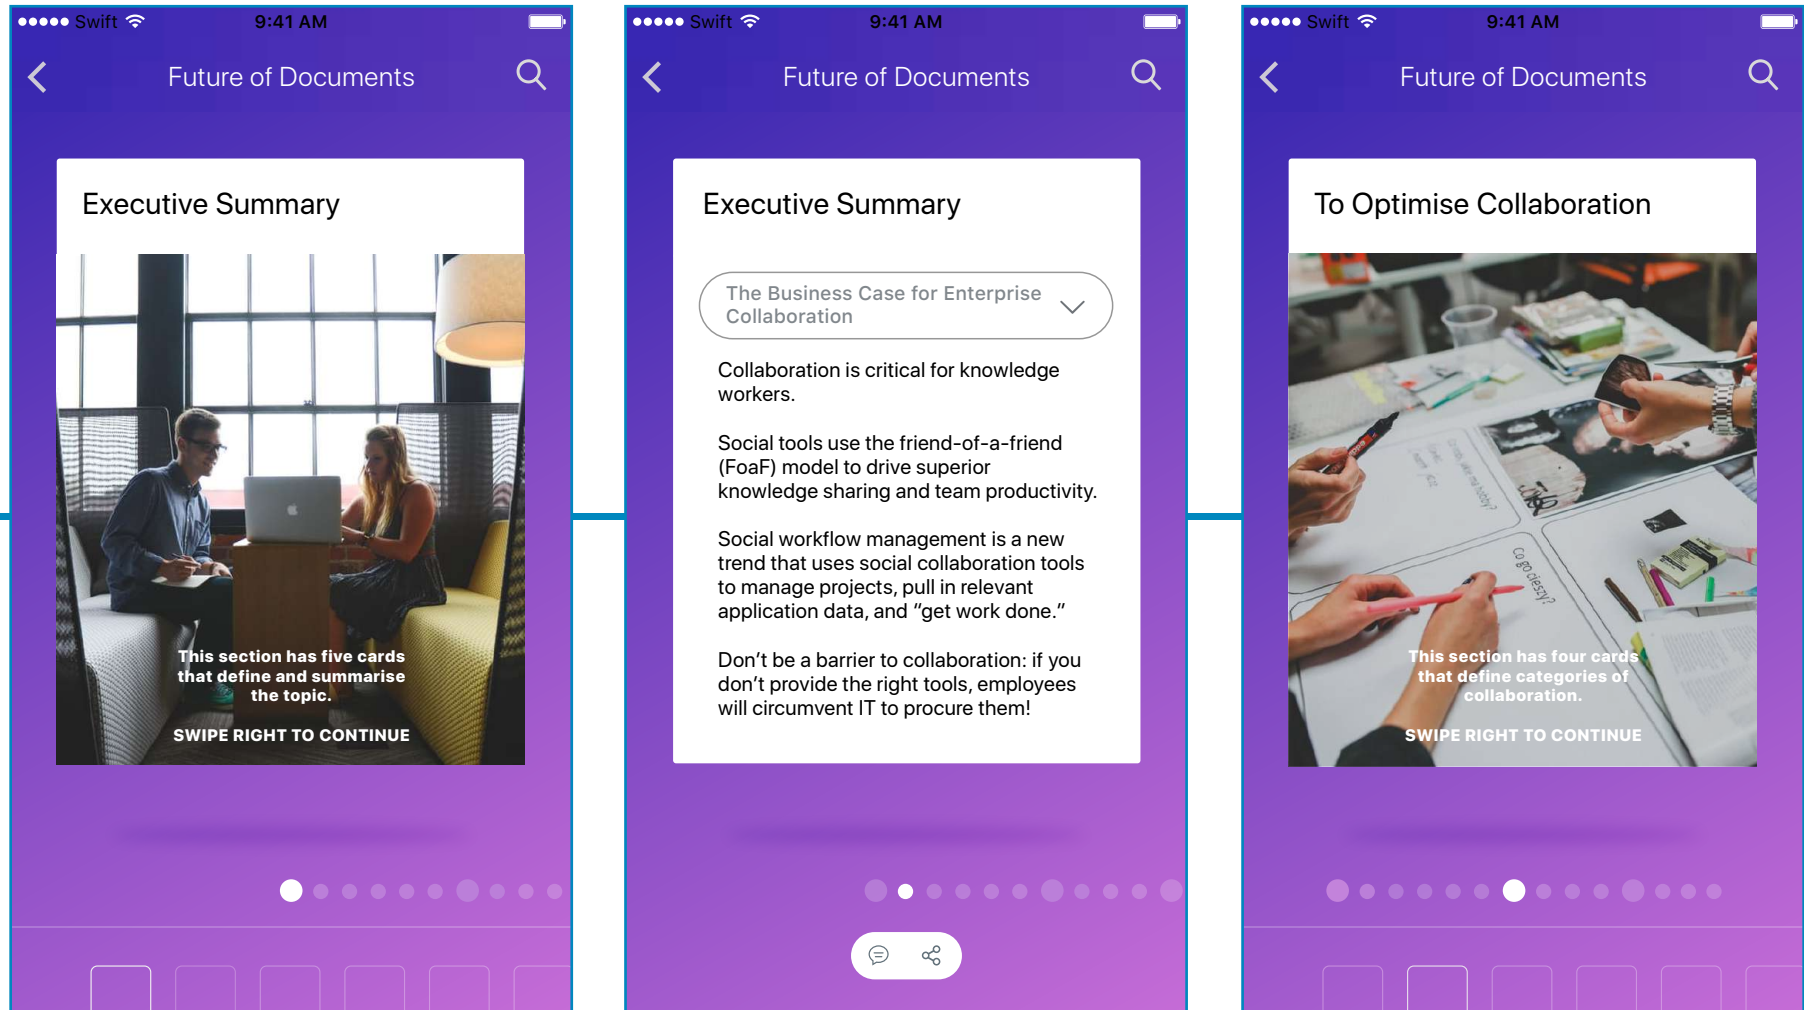 Swift
9:41 AM
Future of Documents
Executive Summary
This section has five cards
that define and summarise
the topic.
SWIPE RIGHT TO CONTINUE
Swift
9:41 AM
Future of Documents
Executive Summary
The Business Case for Enterprise
Collaboration
Collaboration is critical for knowledge
workers.
Social tools use the friend-of-a-friend
(FoaF) model to drive superior
knowledge sharing and team productivity.
Social workflow management is a new
trend that uses social collaboration tools
to manage projects, pull in relevant
application data, and “get work done.”
Don’t be a barrier to collaboration: if you
don’t provide the right tools, employees
will circumvent IT to procure them!
Swift
9:41 AM
Future of Documents
To Optimise Collaboration
Co go cieszy?
This section has four cards
that define categories of
collaboration.
SWIPE RIGHT TO CONTINUE